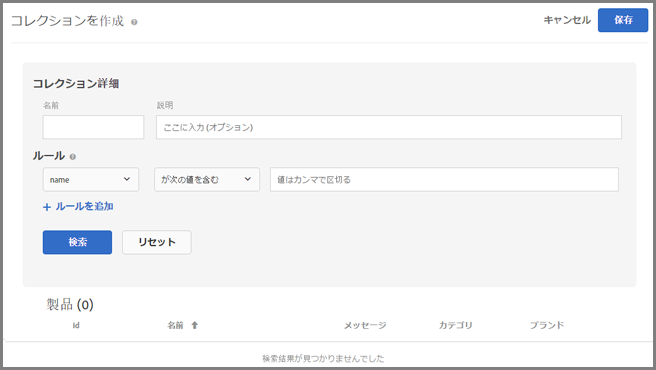 コレクションを作成 ?
キャンセル 保存
コレクション詳細
名前 説明
ここに入力 (オプション)
ルール ?
name が次の値を含む 値はカンマで区切る
+ ルールを追加
検索 リセット
製品 (0)
Id 名前 ↑ メッセージ カテゴリ ブランド
検索結果が見つかりませんでした